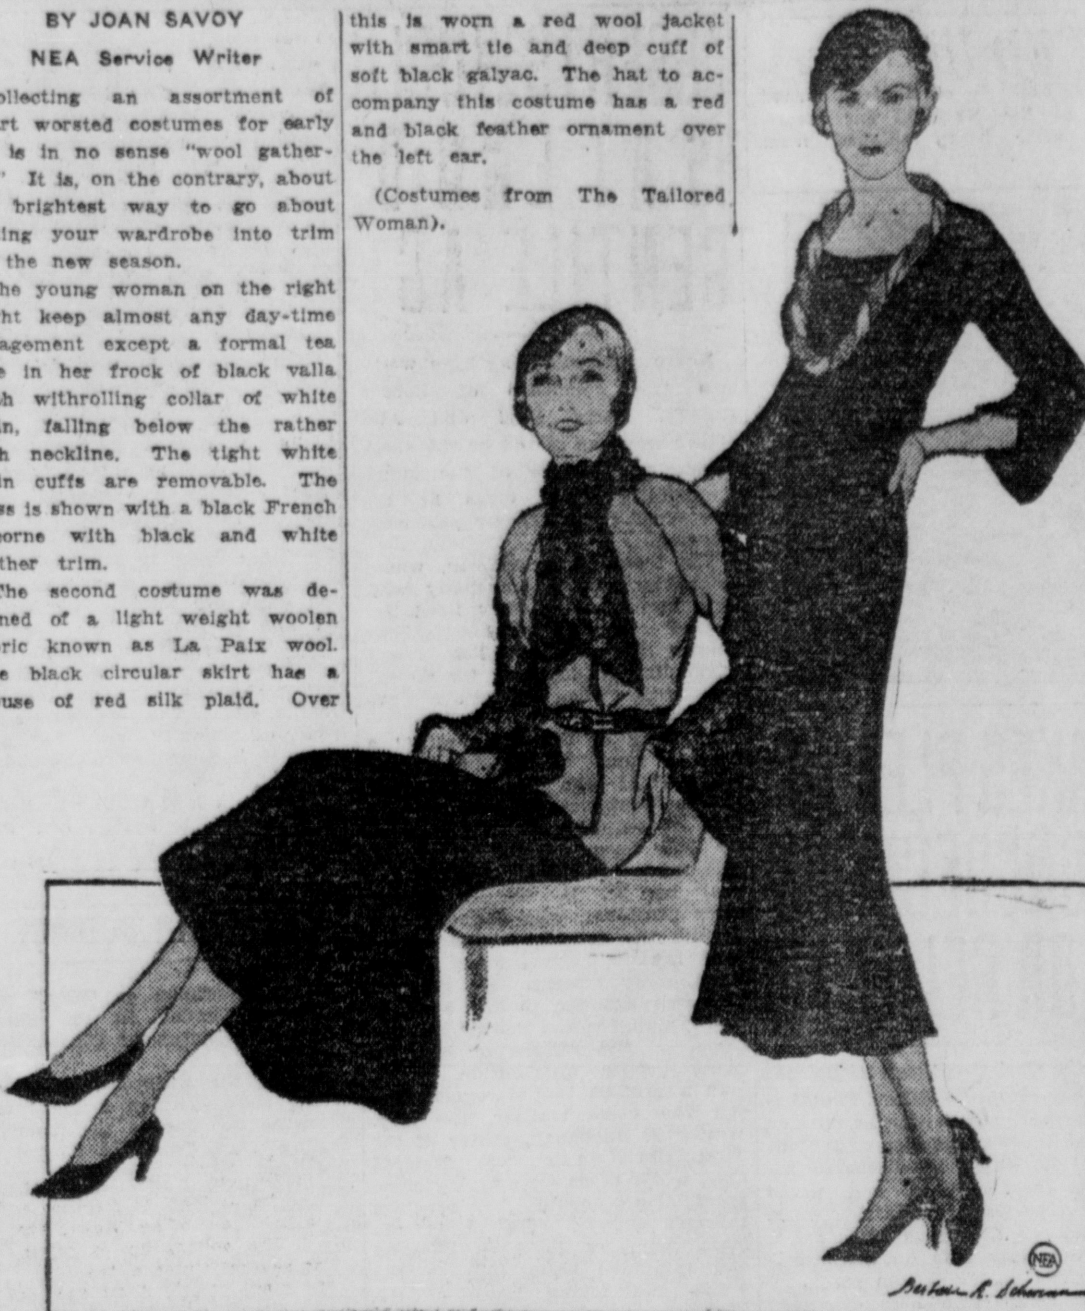 BY JOAN SAVOY
NEA Service Writer
ollecting an assortment of
rt worsted costumes for early
is in no sense "wool gather-
" It is, on the contrary, about
brightest way to go about
ing your wardrobe into trim
the new season.
he young woman on the right
ht keep almost any day-time
agement except a formal tea
e in her frock of black valla
h withrolling collar of white
in, falling below the rather
h neckline. The tight white
in cuffs are removable. The
ss is shown with a black French
orne with black and white
ther trim.
The second costume was de-
ned of a light weight woolen
ric known as La Paix wool.
e black circular skirt has a
use of red silk plaid. Over
this is worn a red wool jacket
with smart tie and deep cuff of
soft black galyac. The hat to ac-
company this costume has a red
and black feather ornament over
the left ear.
(Costumes from The Tailored
Woman).
NEA